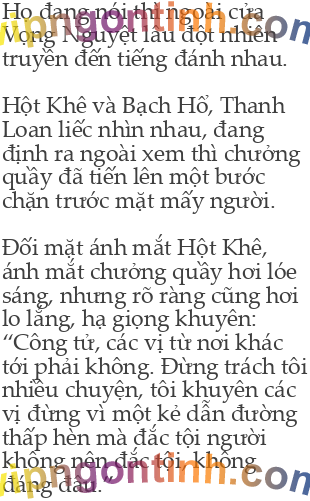 Họ đang nói thì ngoài cửa
Vọng Nguyệt lâu đột nhiên
truyền đến tiếng đánh nhau.
Hột Khê và Bạch Hổ, Thanh
Loan liếc nhìn nhau, đang
định ra ngoài xem thì chưởng
quầy đã tiến lên một bước
chặn trước mặt mấy người.
Đối mặt ánh mắt Hột Khê,
ánh mắt chưởng quầy hơi lóe
sáng, nhưng rõ ràng cũng hơi
lo lắng, hạ giọng khuyên:
“Công tử, các vị từ nơi khác
tới phải không. Đừng trách tôi
nhiều chuyện, tôi khuyên các
vị đừng vì một kẻ dẫn đường
thấp hèn mà đắc tội người
không nên đắc tội, không
đáng đâu.”
vipngontinh.com
vipngontinh.com